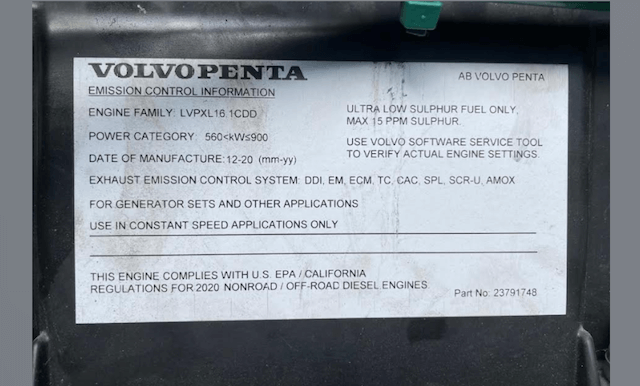 VOLVO PENTA
AB VOLVO PENTA
EMISSION CONTROL INFORMATION
ENGINE FAMILY: LVPXL16.1CDD
ULTRA LOW SULPHUR FUEL ONLY,
MAX 15 PPM SULPHUR.
POWER CATEGORY: 560<kW≤900
USE VOLVO SOFTWARE SERVICE TOOL
TO VERIFY ACTUAL ENGINE SETTINGS.
DATE OF MANUFACTURE: 12-20 (mm-yy)
EXHAUST EMISSION CONTROL SYSTEM: DDI, EM, ECM, TC, CAC, SPL, SCR-U, AMOX
FOR GENERATOR SETS AND OTHER APPLICATIONS
USE IN CONSTANT SPEED APPLICATIONS ONLY
THIS ENGINE COMPLIES WITH U.S. EPA / CALIFORNIA
REGULATIONS FOR 2020 NONROAD / OFF-ROAD DIESEL ENGINES
Part No: 23791748